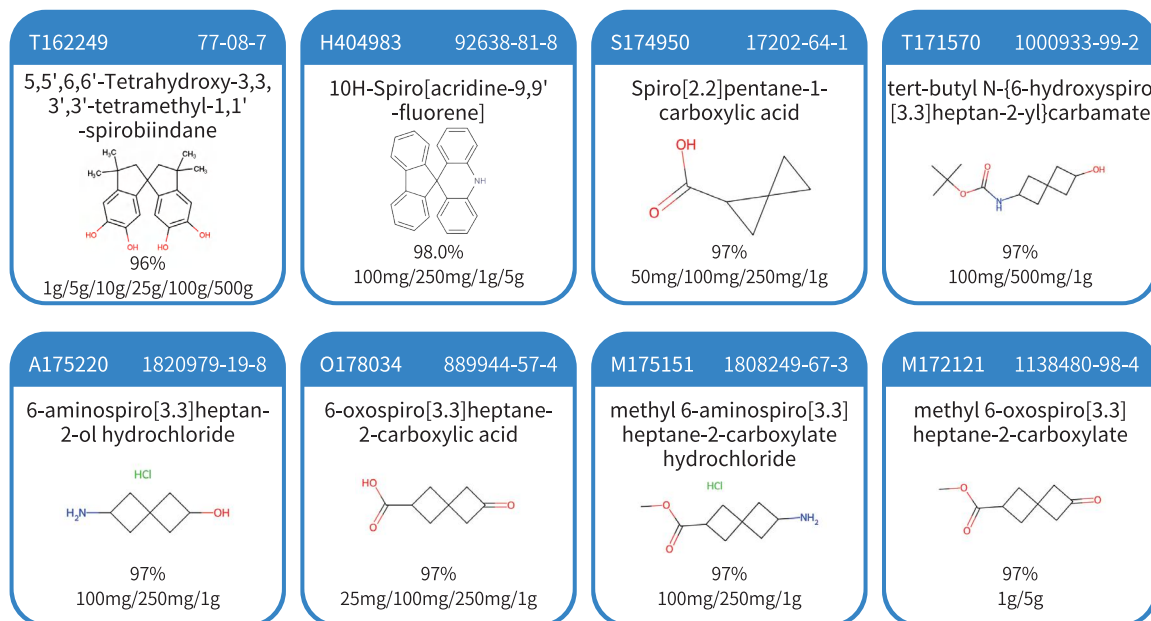 T162249 77-08-7
5,5',6,6'-Tetrahydroxy-3,3,
3',3'-tetramethyl-1,1'
-spirobiindane
H₃C CH₃ CH₃
H₃C CH₃
HO OH
OH HO
96%
1g/5g/10g/25g/100g/500g
H404983 92638-81-8
10H-Spiro[acridine-9,9'
-fluorene]
NH
98.0%
100mg/250mg/1g/5g
S174950 17202-64-1
Spiro[2.2]pentane-1-
carboxylic acid
OH
O
97%
50mg/100mg/250mg/1g
T171570 1000933-99-2
tert-butyl N-{6-hydroxyspiro
[3.3]heptan-2-yl}carbamate
O
OH
O
N
H
97%
100mg/500mg/1g
A175220 1820979-19-8
6-aminospiro[3.3]heptan-
2-ol hydrochloride
HCl
H₂N OH
97%
100mg/250mg/1g
O178034 889944-57-4
6-oxospiro[3.3]heptane-
2-carboxylic acid
HO
O
O
97%
25mg/100mg/250mg/1g
M175151 1808249-67-3
methyl 6-aminospiro[3.3]
heptane-2-carboxylate
hydrochloride
HCl
O
NH₂
O
97%
100mg/250mg/1g
M172121 1138480-98-4
methyl 6-oxospiro[3.3]
heptane-2-carboxylate
O
O
O
97%
1g/5g